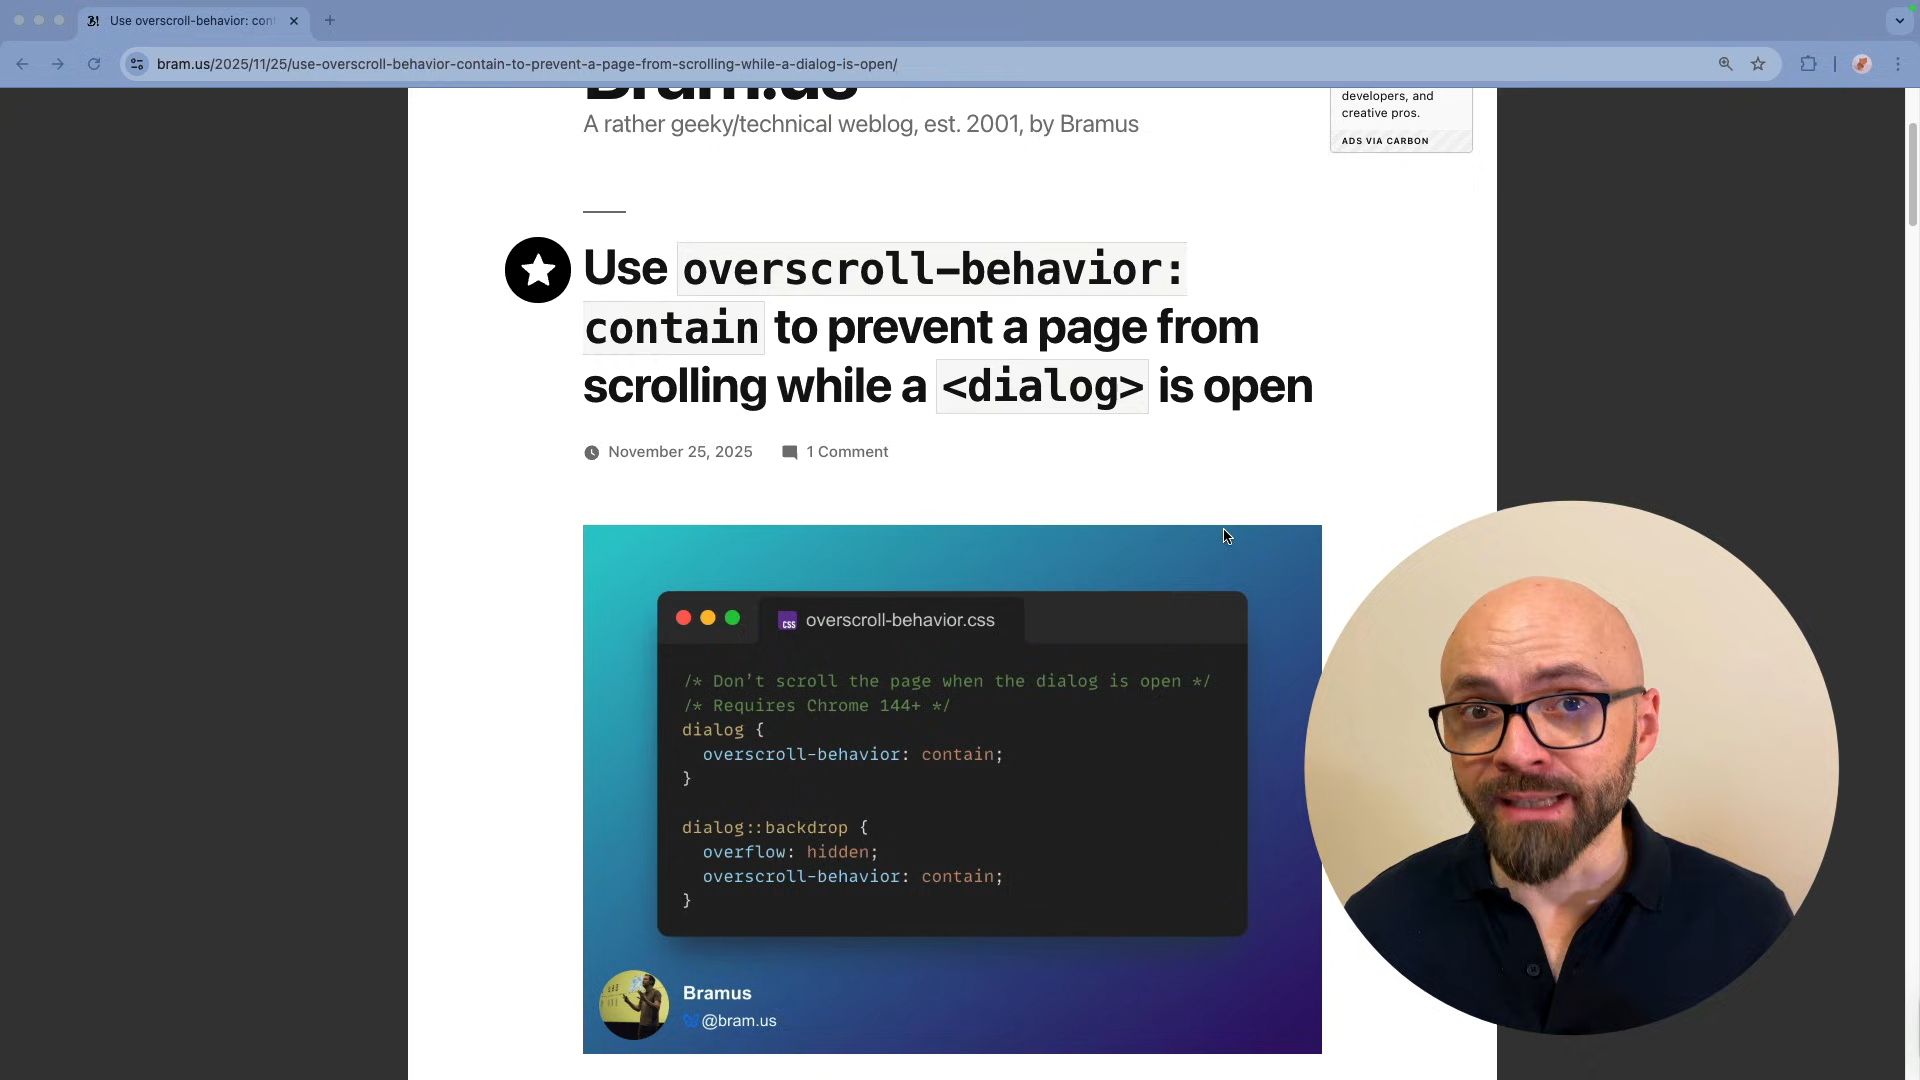 Use overscroll-behavior: con
bram.us/2025/11/25/use-overscroll-behavior-contain-to-prevent-a-page-from-scrolling-while-a-dialog-is-open/
Bram.us
A rather geeky/technical weblog, est. 2001, by Bramus
developers, and
creative pros.
ADS VIA CARBON
Use overscroll-behavior:
contain to prevent a page from
scrolling while a <dialog> is open
November 25, 2025
1 Comment
CSS
overscroll-behavior.css
/* Don’t scroll the page when the dialog is open */
/* Requires Chrome 144+ */
dialog {
overscroll-behavior: contain;
}
dialog::backdrop {
overflow: hidden;
overscroll-behavior: contain;
}
Bramus
@bram.us